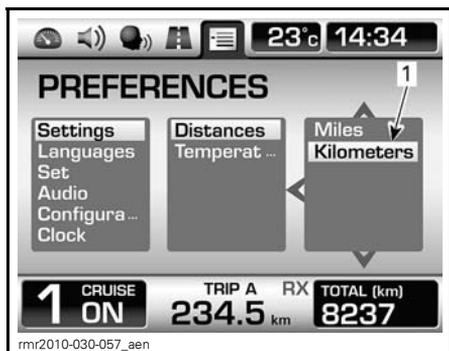 23°c 14:34
PREFERENCES
1
Settings
Languages
Set
Audio
Configura ...
Clock
Distances
Temperat ...
Miles
Kilometers
1 CRUISE ON
TRIP A RX
234.5 km
TOTAL (km)
8237
rmr2010-030-057_aen